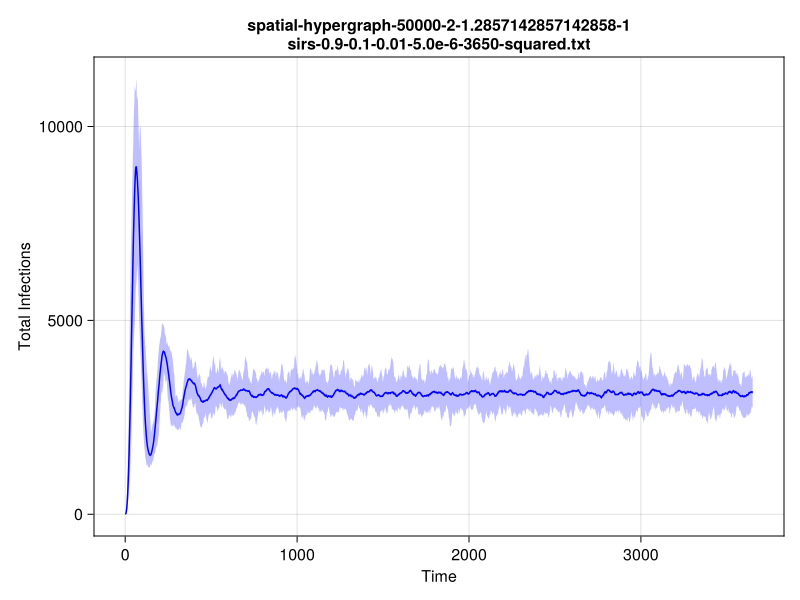 spatial-hypergraph-50000-2-1.2857142857142858-1
sirs-0.9-0.1-0.01-5.0e-6-3650-squared.txt
10000
5000
0
Total Infections
0 1000 2000 3000
Time